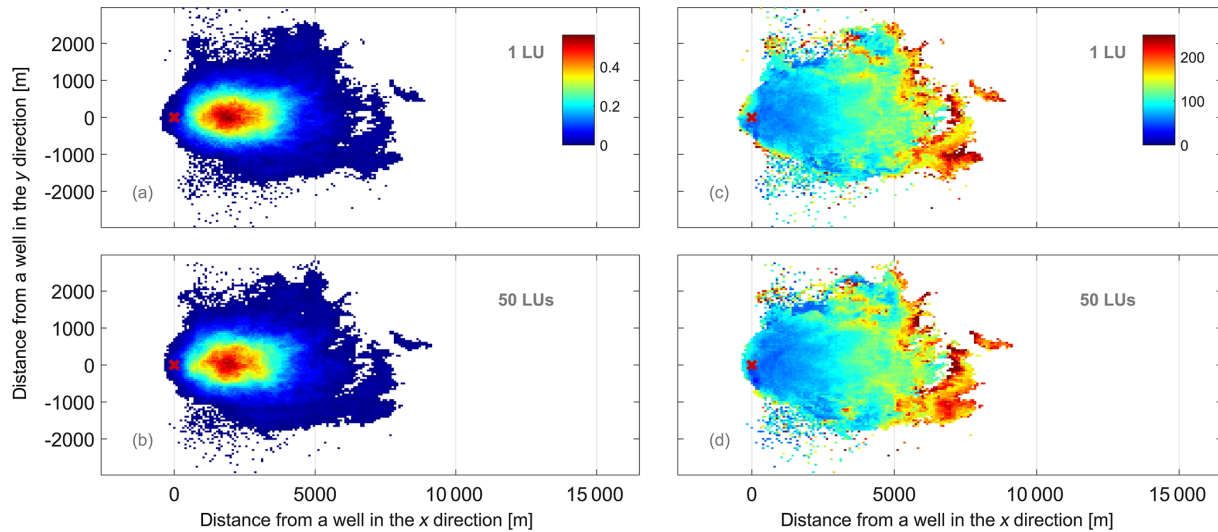 Distance from a well in the y direction [m]
2000
1000
0
-1000
-2000
1 LU
0.4
0.2
0
(a)
1 LU
200
100
0
(c)
2000
1000
0
-1000
-2000
50 LUs
(b)
50 LUs
(d)
0 5000 10 000 15 000
0 5000 10 000 15 000
Distance from a well in the x direction [m]
Distance from a well in the x direction [m]